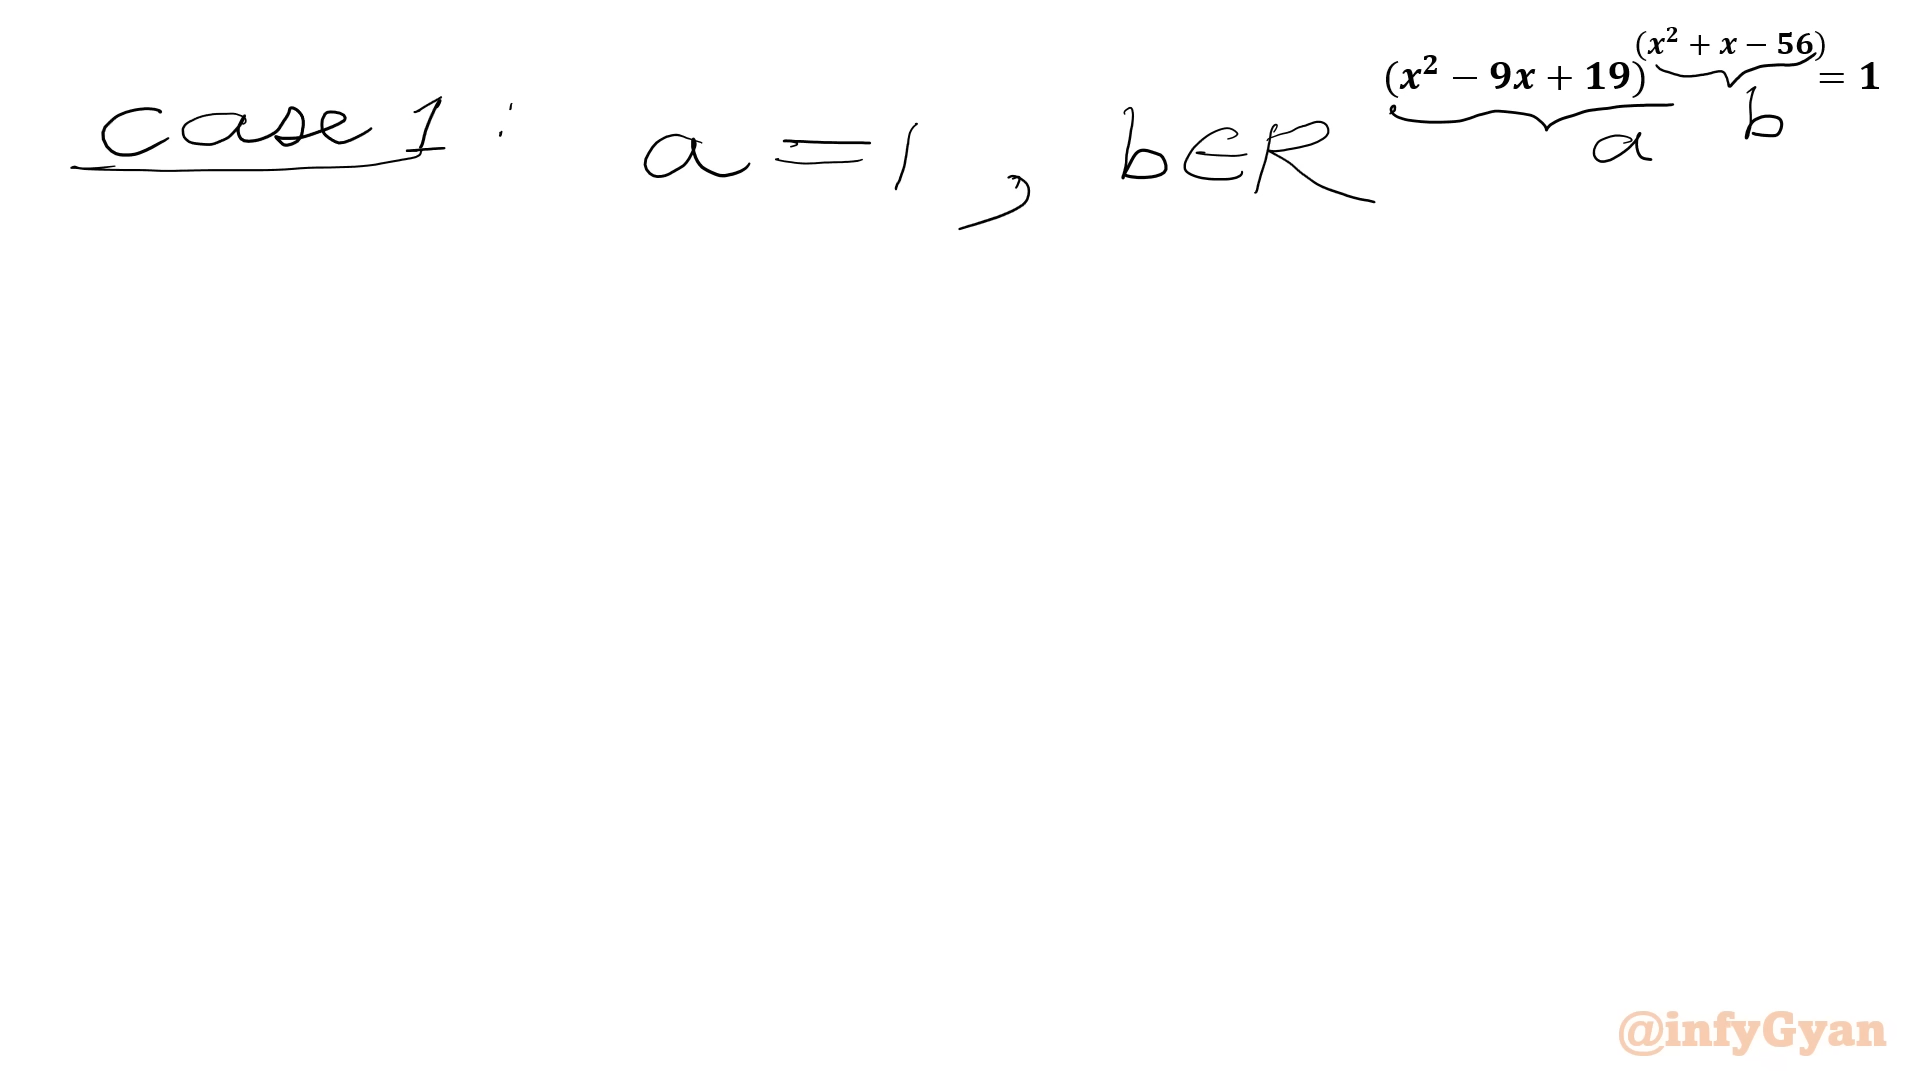 (x² − 9x + 19)^(x² + x − 56) = 1
a b
case 1 : a = 1 , b∈R
@infyGyan